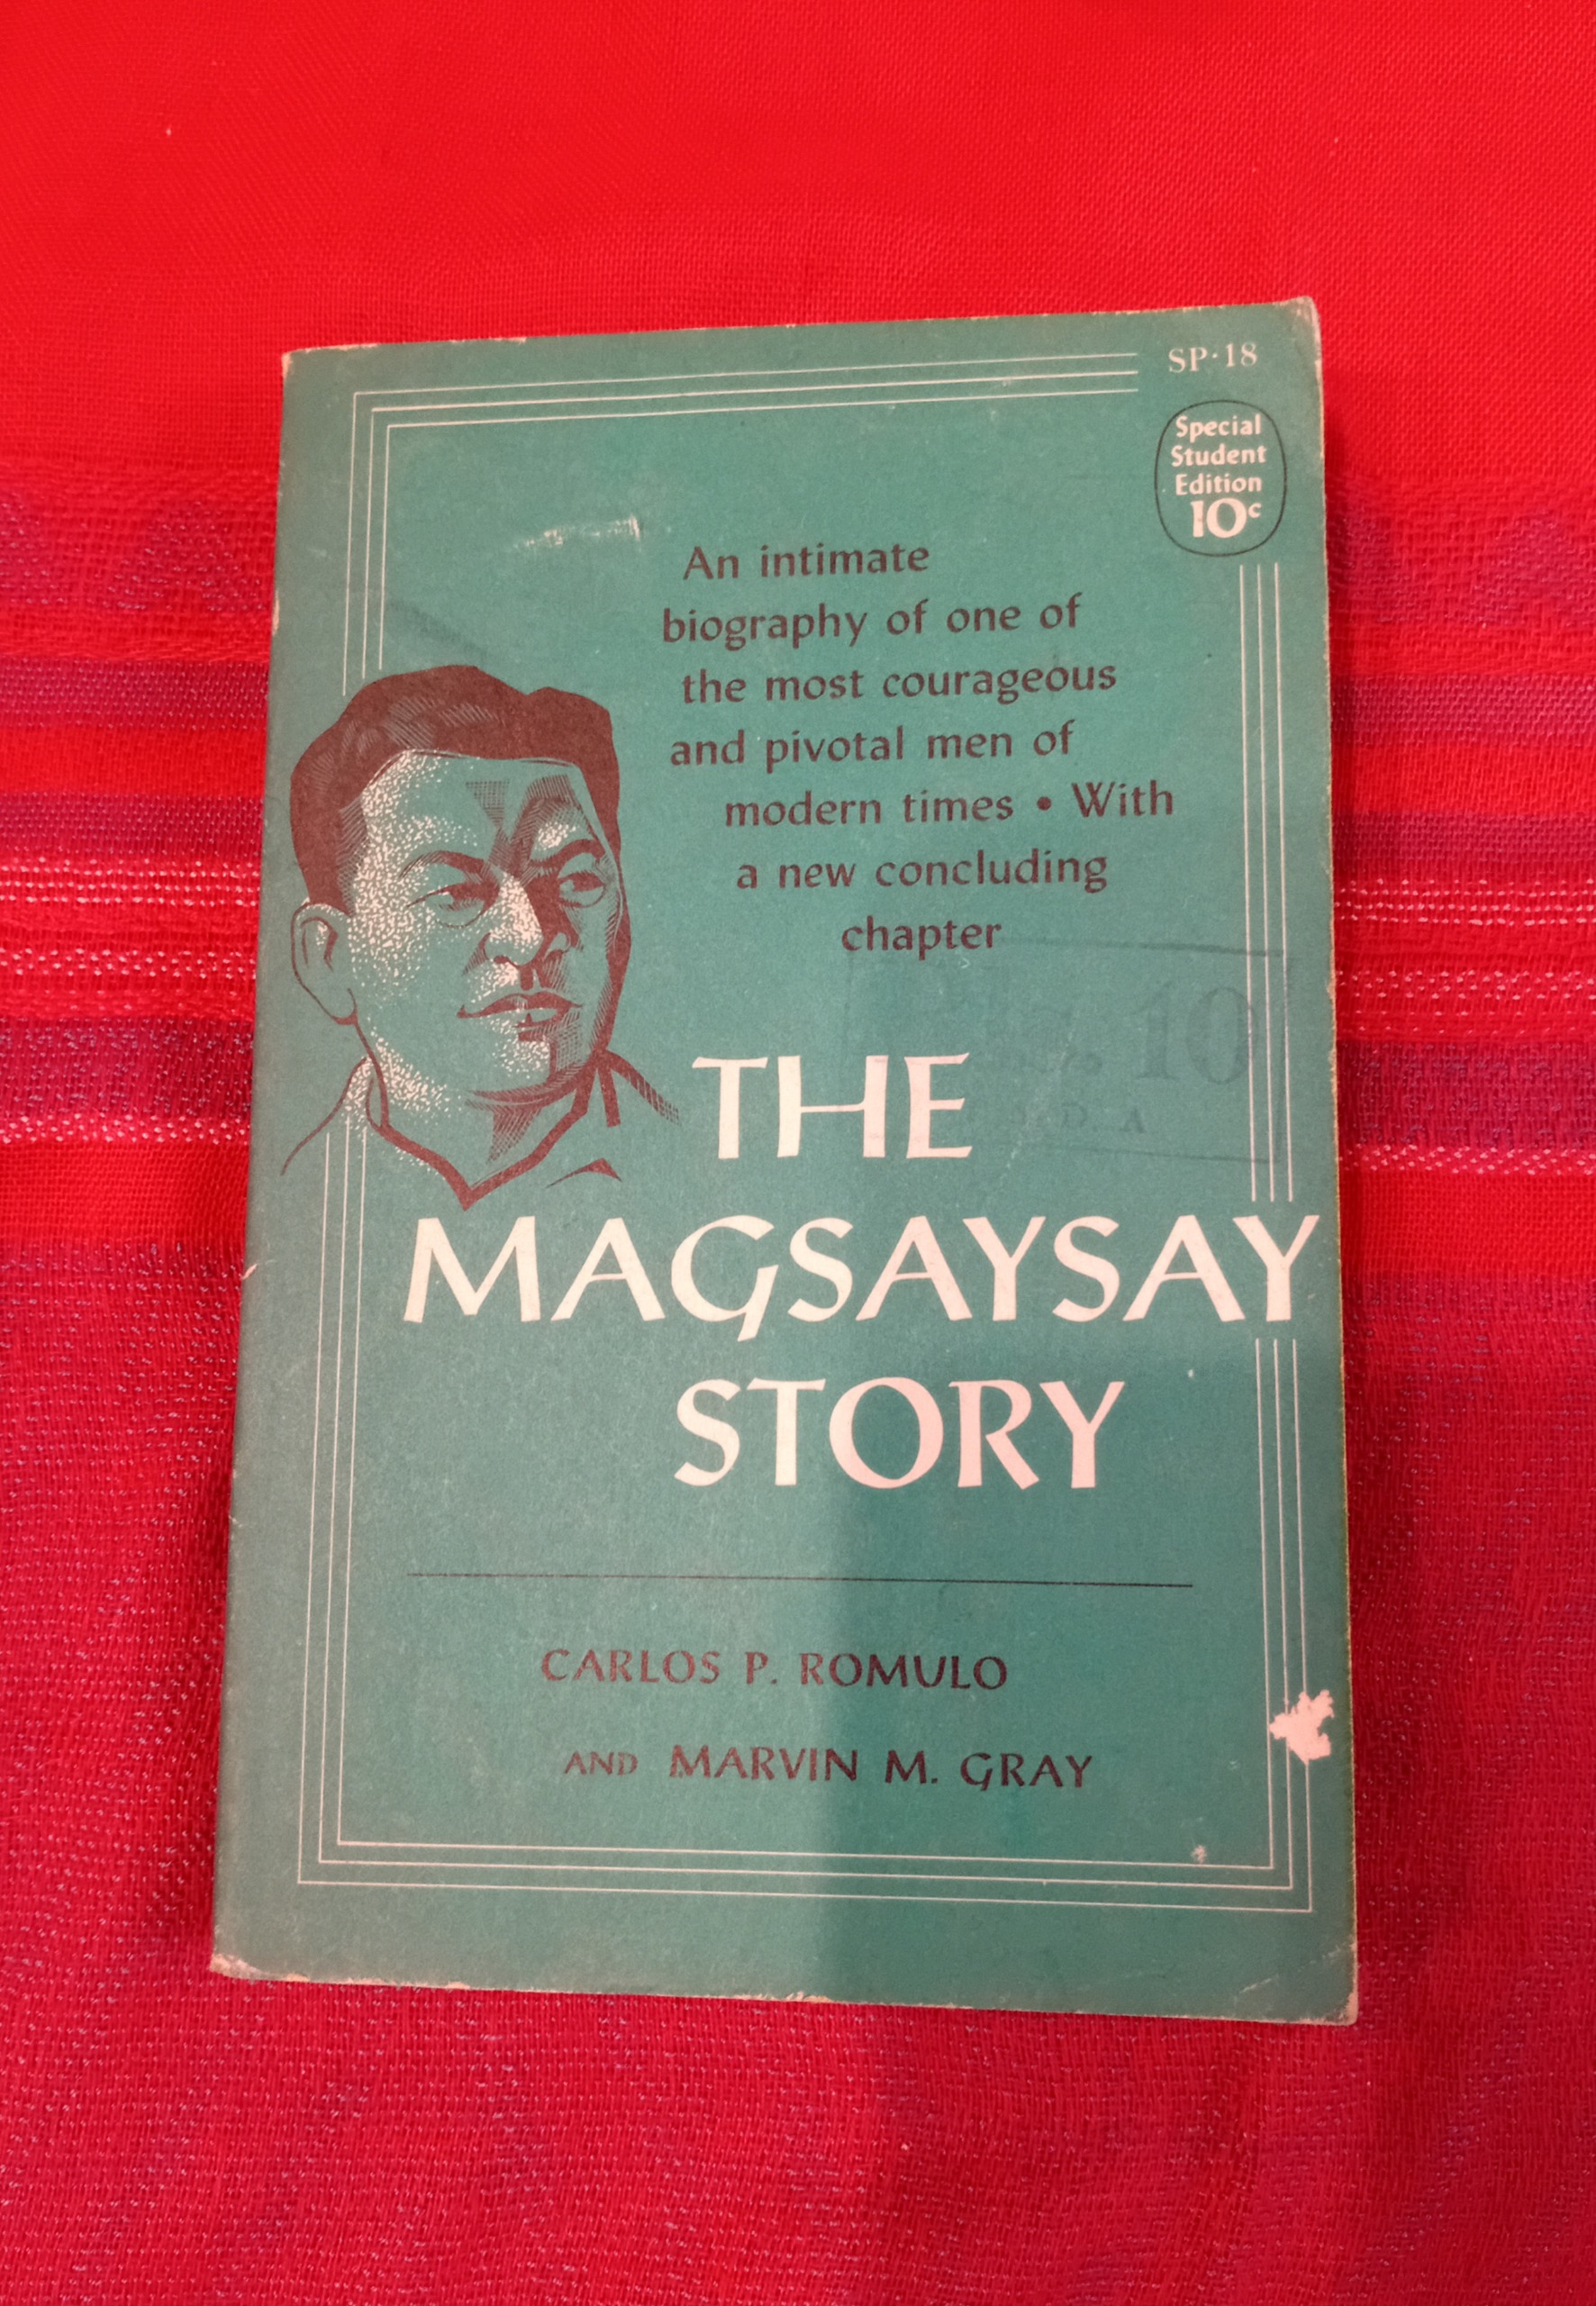 SP·18
Special
Student
Edition
10c
An intimate
biography of one of
the most courageous
and pivotal men of
modern times • With
a new concluding
chapter
10
D. A
THE
MAGSAYSAY
STORY
CARLOS P. ROMULO
AND MARVIN M. GRAY